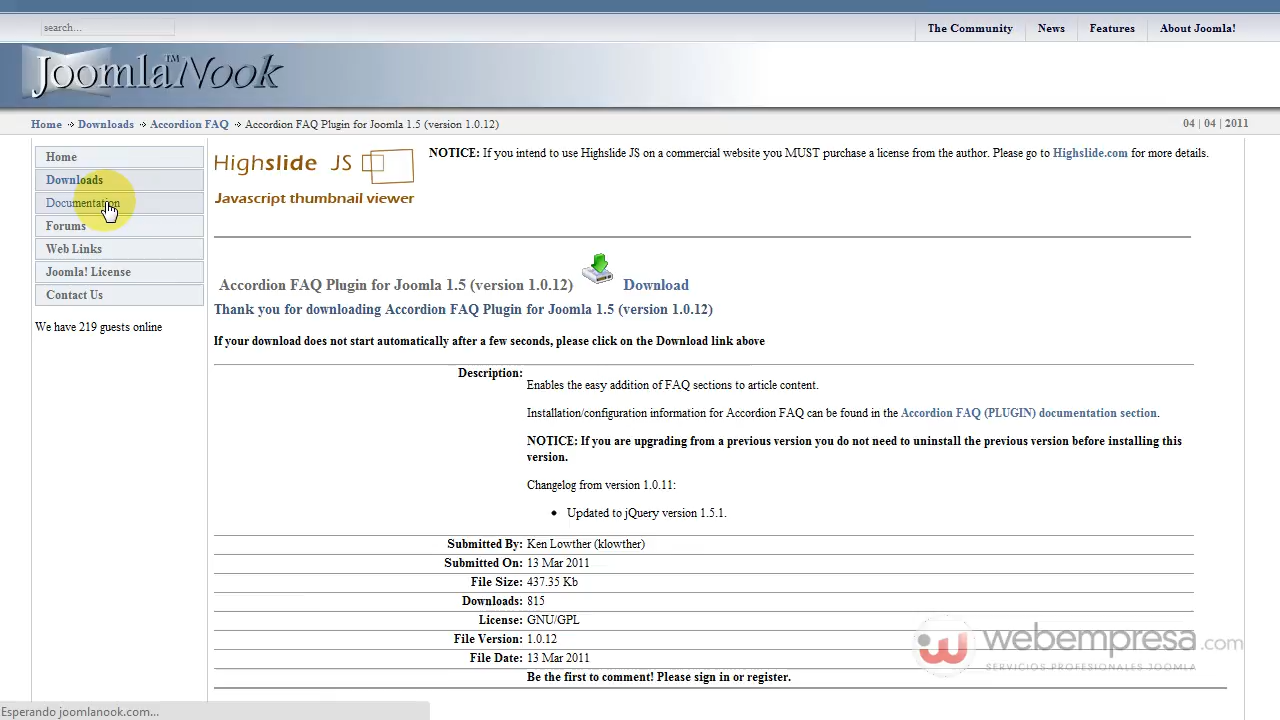 search...
The Community
News
Features
About Joomla!
Joomla™Nook
Home → Downloads → Accordion FAQ → Accordion FAQ Plugin for Joomla 1.5 (version 1.0.12)
04 | 04 | 2011
Home
Downloads
Documentation
Forums
Web Links
Joomla! License
Contact Us
We have 219 guests online
Highslide JS
Javascript thumbnail viewer
NOTICE: If you intend to use Highslide JS on a commercial website you MUST purchase a license from the author. Please go to Highslide.com for more details.
Accordion FAQ Plugin for Joomla 1.5 (version 1.0.12) Download
Thank you for downloading Accordion FAQ Plugin for Joomla 1.5 (version 1.0.12)
If your download does not start automatically after a few seconds, please click on the Download link above
Description:
Enables the easy addition of FAQ sections to article content.
Installation/configuration information for Accordion FAQ can be found in the Accordion FAQ (PLUGIN) documentation section.
NOTICE: If you are upgrading from a previous version you do not need to uninstall the previous version before installing this
version.
Changelog from version 1.0.11:
• Updated to jQuery version 1.5.1.
Submitted By: Ken Lowther (klowther)
Submitted On: 13 Mar 2011
File Size: 437.35 Kb
Downloads: 815
License: GNU/GPL
File Version: 1.0.12
File Date: 13 Mar 2011
Be the first to comment! Please sign in or register.
webempresa.com
SERVICIOS PROFESIONALES JOOMLA
Esperando joomlanook.com...